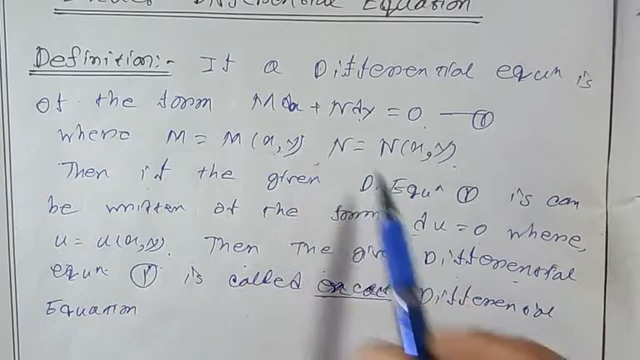 Differential Equation
Definition:- If a Differential equn is
of the form Mdx + Ndy = 0 — ①
where M = M(x,y) N = N(x,y).
Then if the given D. Equn ① is can
be written of the form du = 0 where,
u = u(x,y). Then the given Differential
equn ① is called exact Differential
Equation